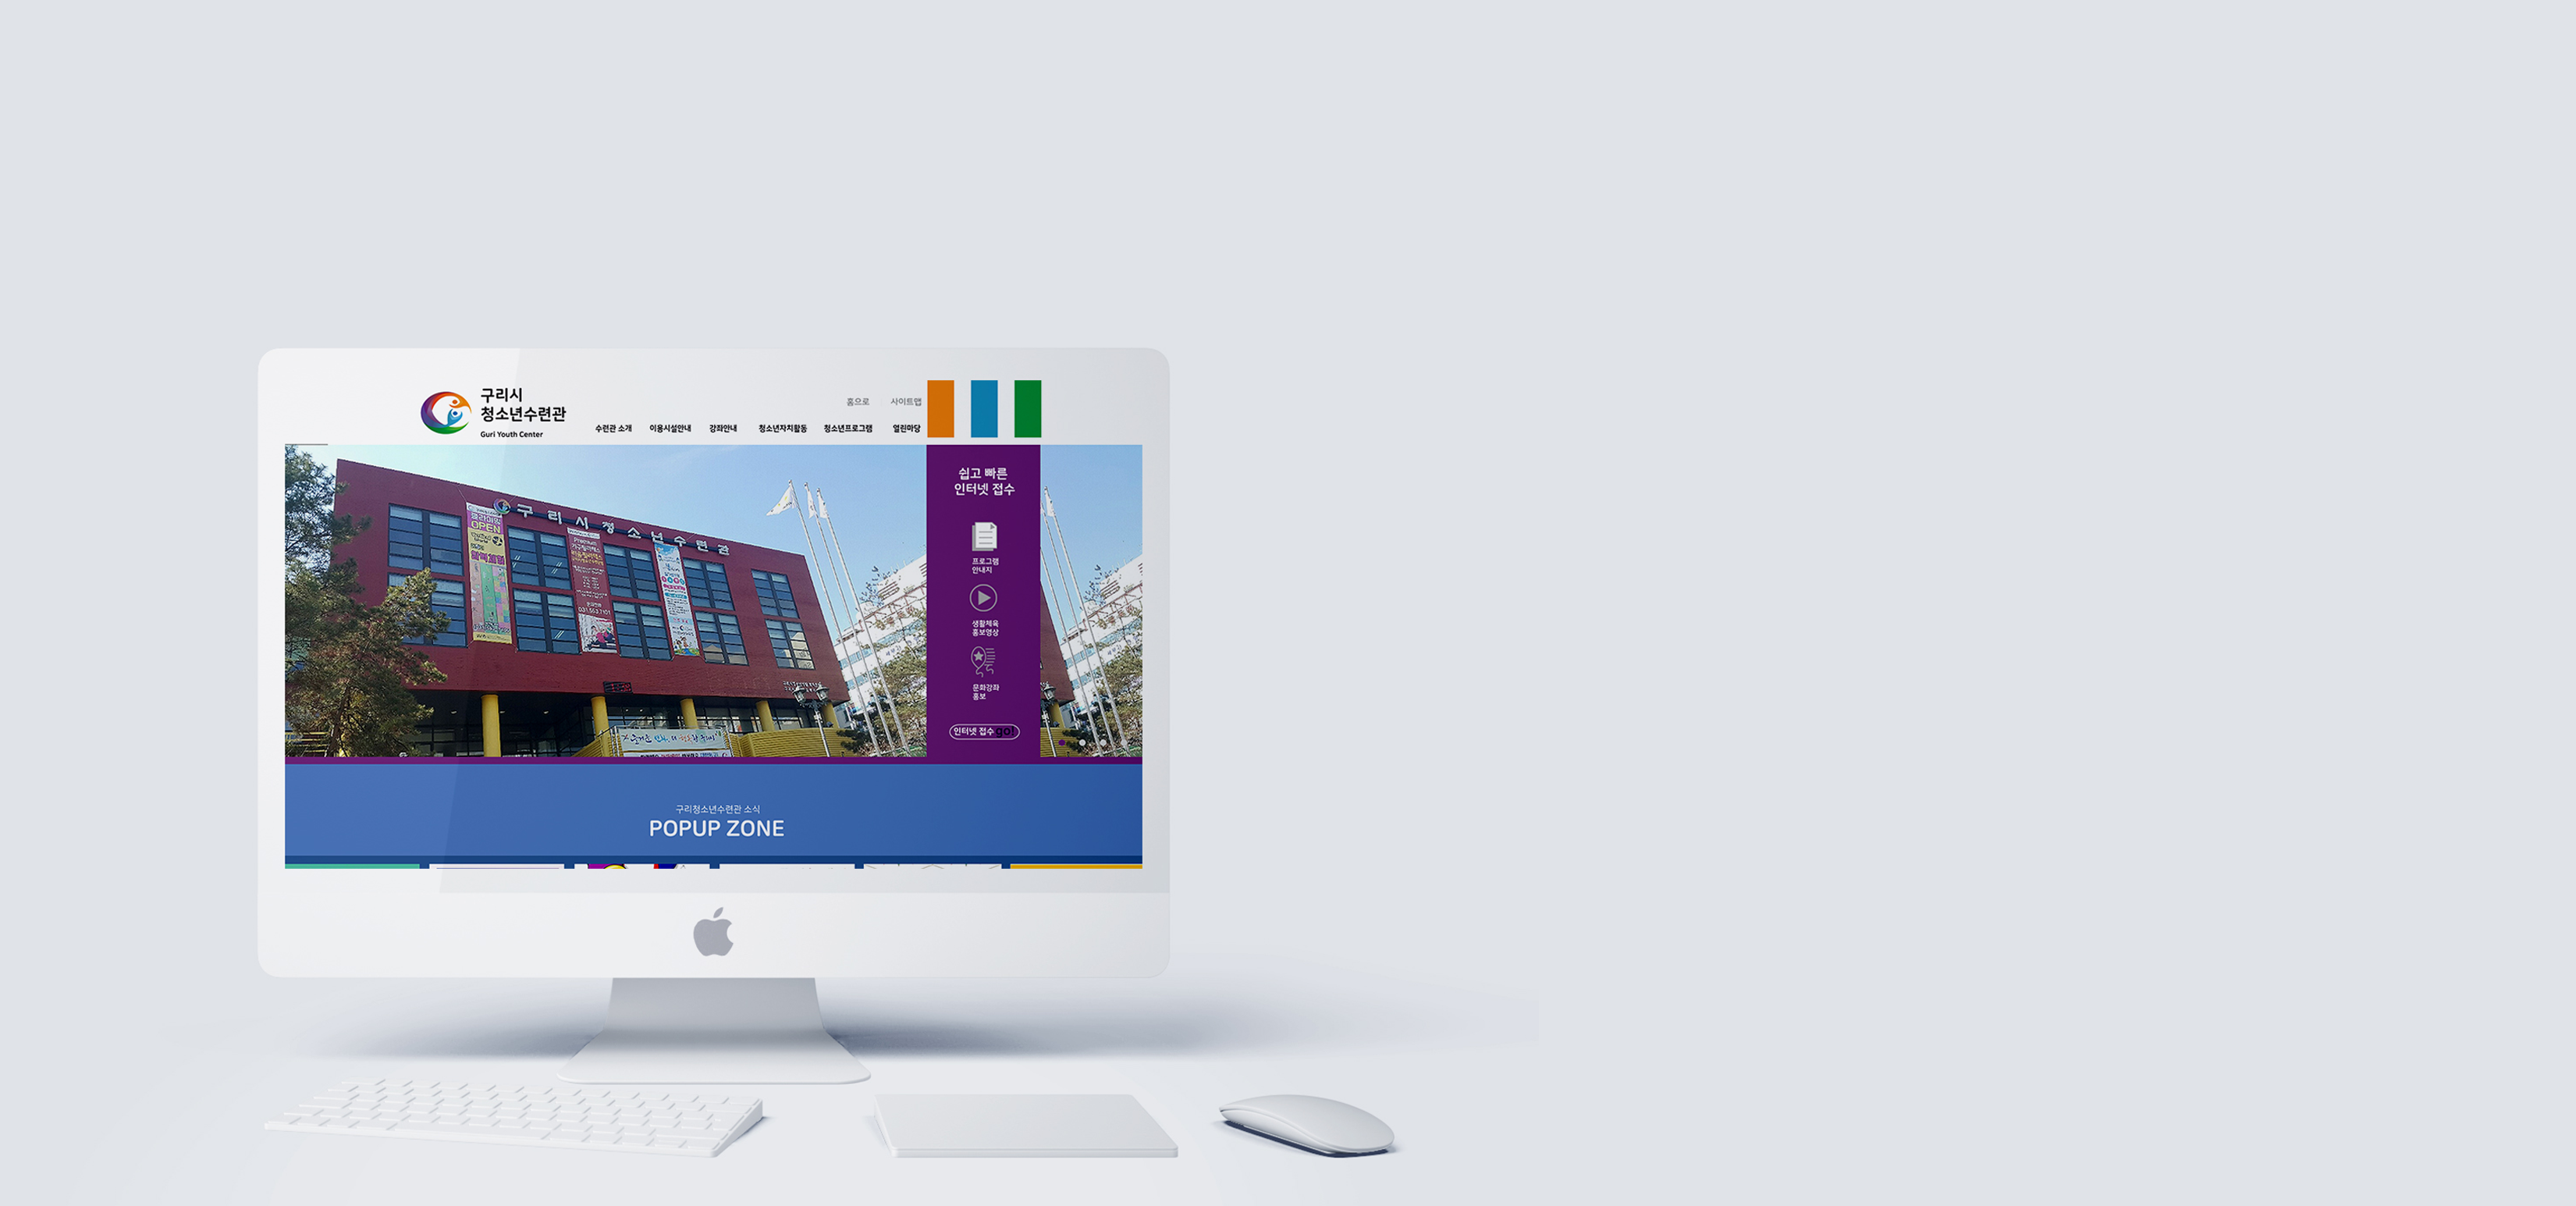 구리시
청소년수련관
Guri Youth Center
홈으로 사이트맵
수련관 소개 이용시설안내 강좌안내 청소년자치활동 청소년프로그램 열린마당
구리시청소년수련관
OPEN
Premium
031.563.7101
쉽고 빠른
인터넷 접수
프로그램
안내지
생활체육
홍보영상
문화강좌
홍보
인터넷 접수 go!
구리청소년수련관 소식
POPUP ZONE